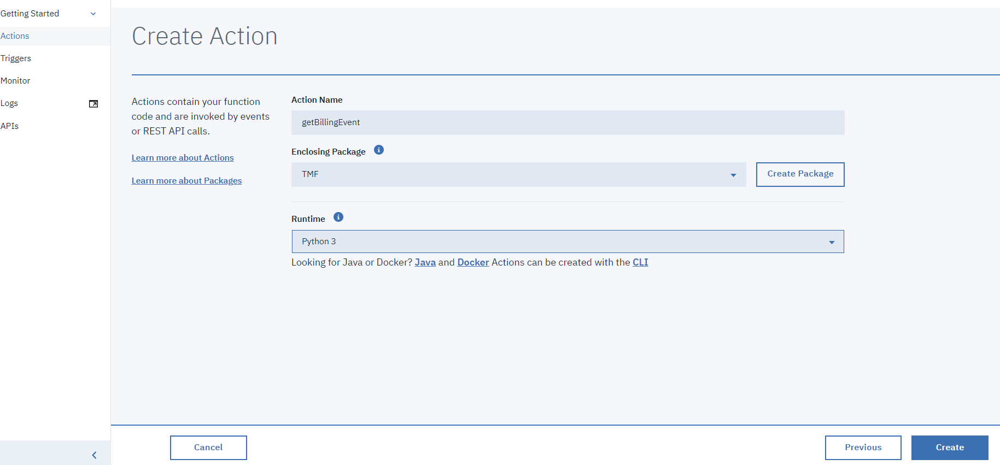 Getting Started
Actions
Triggers
Monitor
Logs
APIs
Create Action
Actions contain your function
code and are invoked by events
or REST API calls.
Learn more about Actions
Learn more about Packages
Action Name
getBillingEvent
Enclosing Package
TMF
Create Package
Runtime
Python 3
Looking for Java or Docker? Java and Docker Actions can be created with the CLI
Cancel
Previous
Create